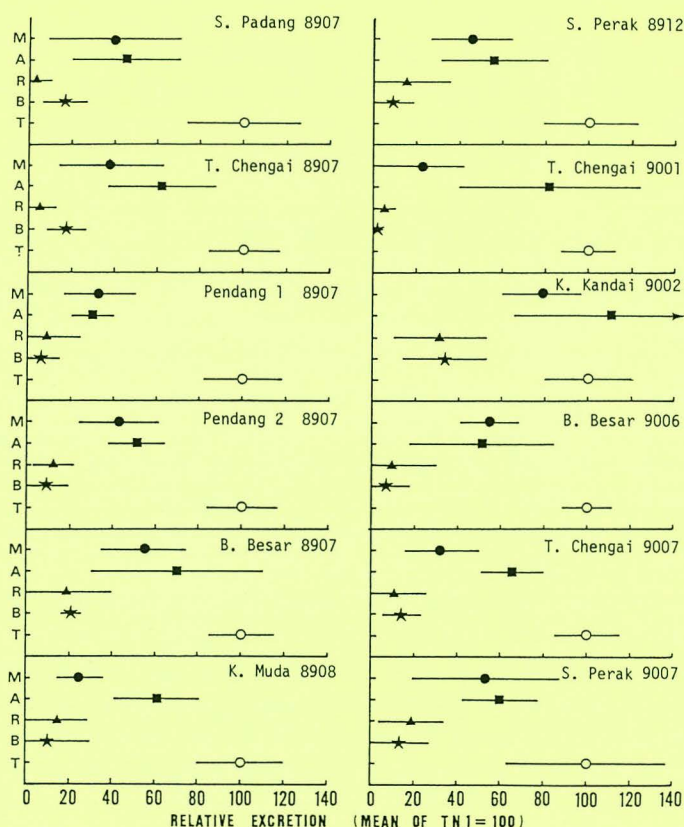 S. Padang 8907
M
A
R
B
T
T. Chengai 8907
M
A
R
B
T
Pendang 1 8907
M
A
R
B
T
Pendang 2 8907
M
A
R
B
T
B. Besar 8907
M
A
R
B
T
K. Muda 8908
M
A
R
B
T
0 20 40 60 80 100 120
S. Perak 8912
T. Chengai 9001
K. Kandai 9002
B. Besar 9006
T. Chengai 9007
S. Perak 9007
0 20 40 60 80 100 120 140
RELATIVE EXCRETION (MEAN OF TN1=100)